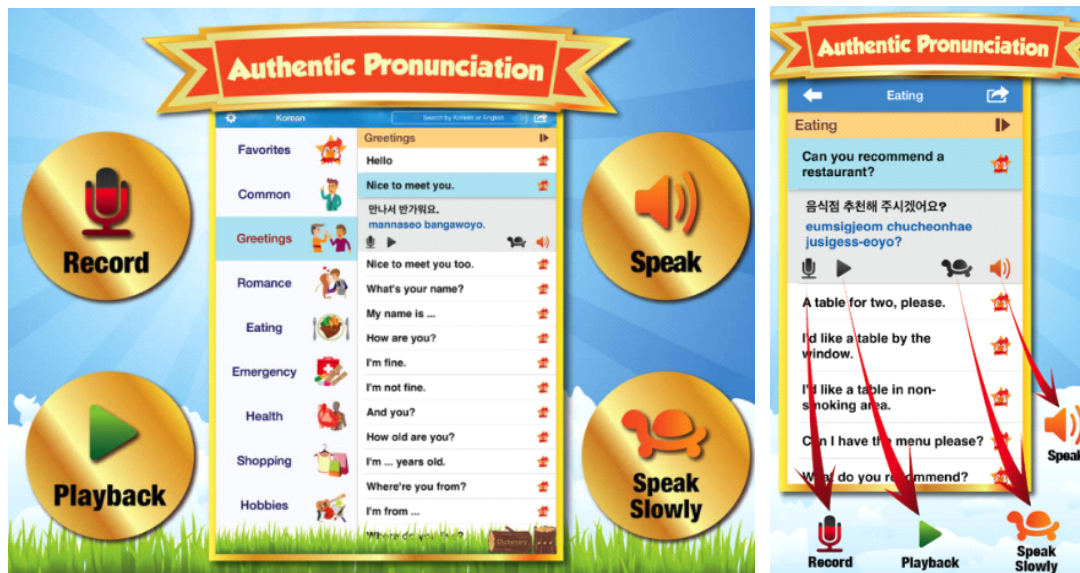 Authentic Pronunciation
Record
Playback
Korean
Search by Korean or English
Favorites
Common
Greetings
Romance
Eating
Emergency
Health
Shopping
Hobbies
Greetings
Hello
Nice to meet you.
만나서 반가워요.
mannaseo bangawoyo.
Nice to meet you too.
What's your name?
My name is ...
How are you?
I'm fine.
I'm not fine.
And you?
How old are you?
I'm ... years old.
Where're you from?
I'm from ...
Where do you live?
Dictionary
Speak
Speak
Slowly
Authentic Pronunciation
Eating
Eating
Can you recommend a
restaurant?
음식점 추천해 주시겠어요?
eumsigjeom chucheonhae
jusigess-eoyo?
A table for two, please.
I'd like a table by the
window.
I'd like a table in non-
smoking area.
Can I have the menu please?
What do you recommend?
Speak
Record
Playback
Speak
Slowly